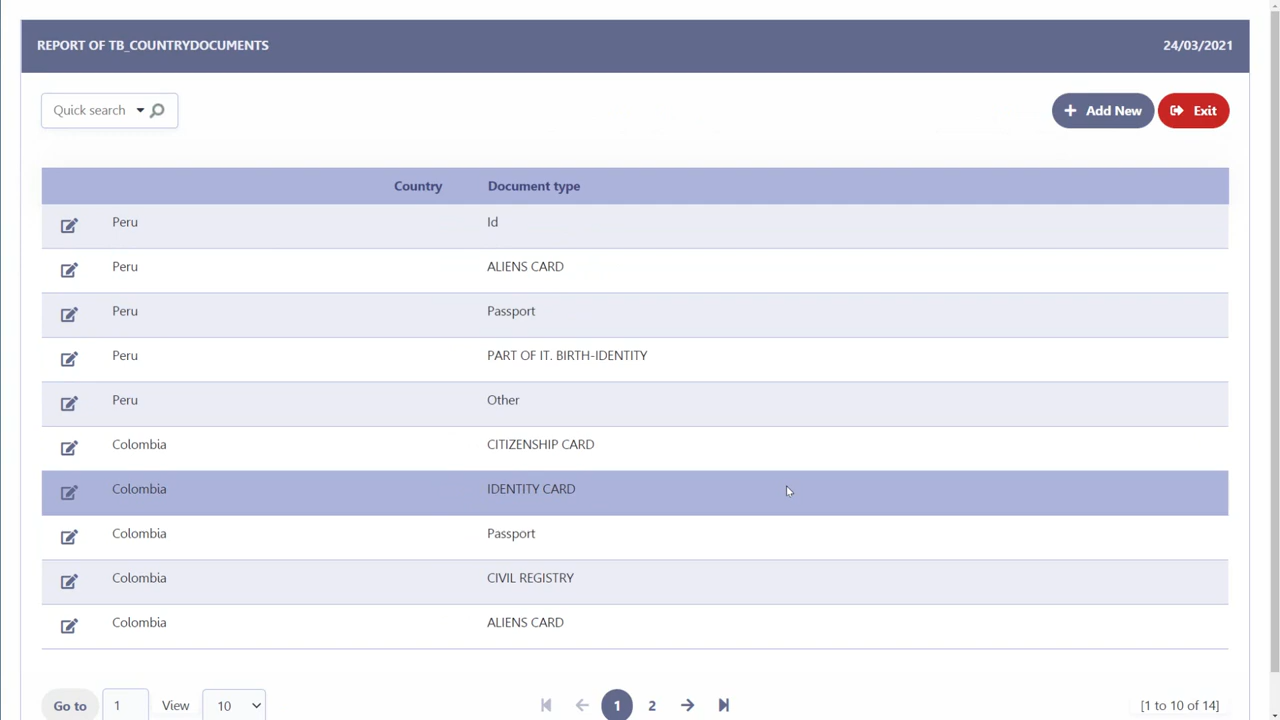 REPORT OF TB_COUNTRYDOCUMENTS 24/03/2021
Quick search Add New Exit
Country Document type
Peru Id
Peru ALIENS CARD
Peru Passport
Peru PART OF IT. BIRTH-IDENTITY
Peru Other
Colombia CITIZENSHIP CARD
Colombia IDENTITY CARD
Colombia Passport
Colombia CIVIL REGISTRY
Colombia ALIENS CARD
Go to 1 View 10 1 2 [1 to 10 of 14]